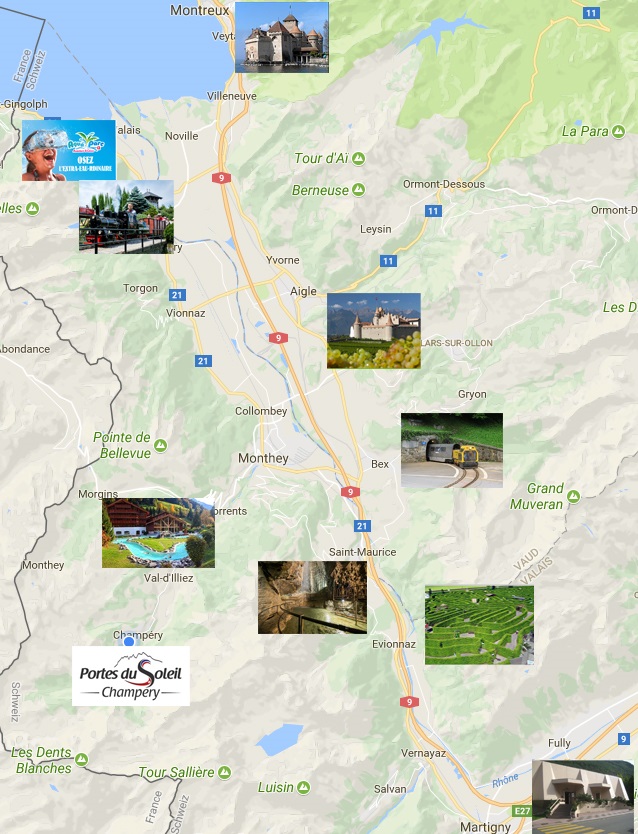 Montreux
11
Veyta
France
Schweiz
-Gingolph
Villeneuve
alais
Noville
La Para
Aqua Parc
OSEZ
L'EXTRA-LAC-RDINAIRE
Tour d'Aï
9
Berneuse
Ormont-Dessous
elles
11
Ormont-D
Leysin
ry
Yvorne
11
Torgon
21
Aigle
Vionnaz
Les D
9
Abondance
LARS-SUR-OLLON
21
Gryon
Collombey
Pointe de
Bellevue
Monthey
Bex
Morgins
9
Grand
Muveran
orrents
21
Saint-Maurice
VAUD
VALAIS
Monthey
Val-d'Illiez
Champéry
Evionnaz
Portes du Soleil
Champéry
Schweiz
9
Fully
9
Les Dents
Blanches
Tour Sallière
Vernayaz
Luisin
Salvan
Rhône
France
Schweiz
E27
Martigny